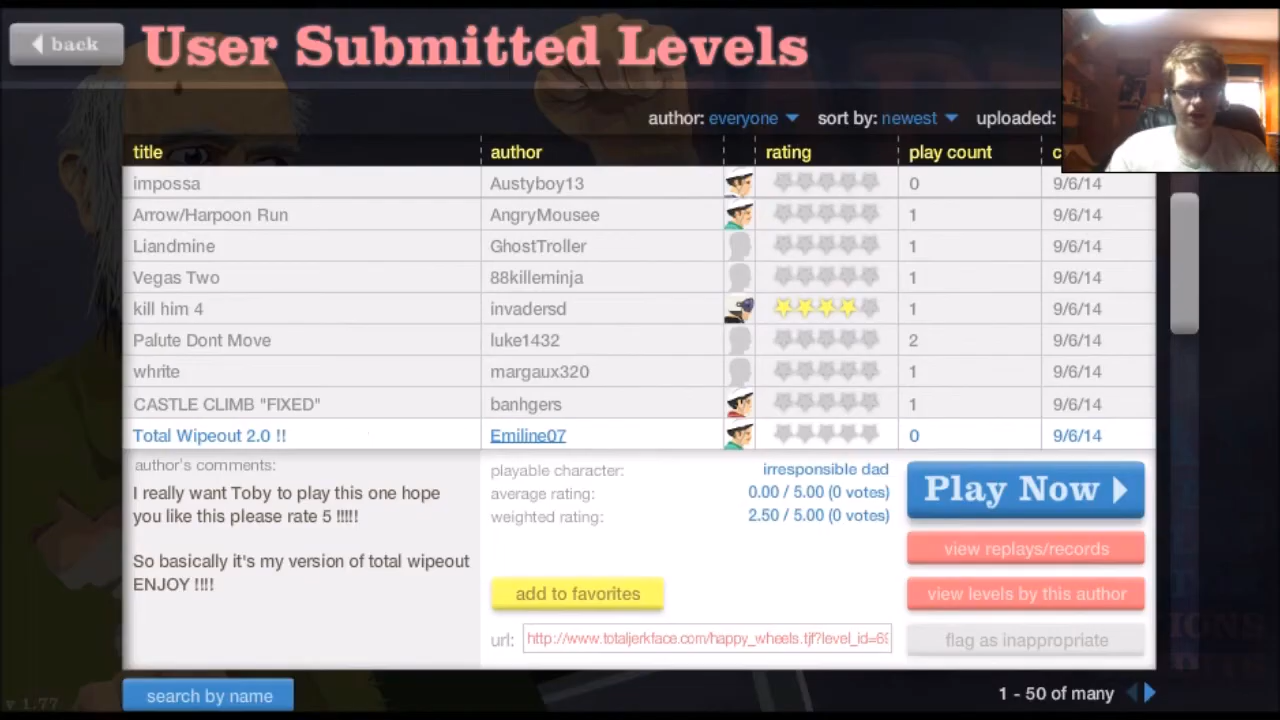 back
User Submitted Levels
author: everyone sort by: newest uploaded:
title author rating play count c
impossa Austyboy13 0 9/6/14
Arrow/Harpoon Run AngryMousee 1 9/6/14
Liandmine GhostTroller 1 9/6/14
Vegas Two 88killeminja 1 9/6/14
kill him 4 invadersd 1 9/6/14
Palute Dont Move luke1432 2 9/6/14
whrite margaux320 1 9/6/14
CASTLE CLIMB "FIXED" banhgers 1 9/6/14
Total Wipeout 2.0 !! Emiline07 0 9/6/14
author's comments:
I really want Toby to play this one hope
you like this please rate 5 !!!!!
So basically it's my version of total wipeout
ENJOY !!!!
playable character: irresponsible dad
average rating: 0.00 / 5.00 (0 votes)
weighted rating: 2.50 / 5.00 (0 votes)
add to favorites
url: http://www.totaljerkface.com/happy_wheels.tjf?level_id=69
Play Now
view replays/records
view levels by this author
flag as inappropriate
v 1.77
search by name
1 - 50 of many